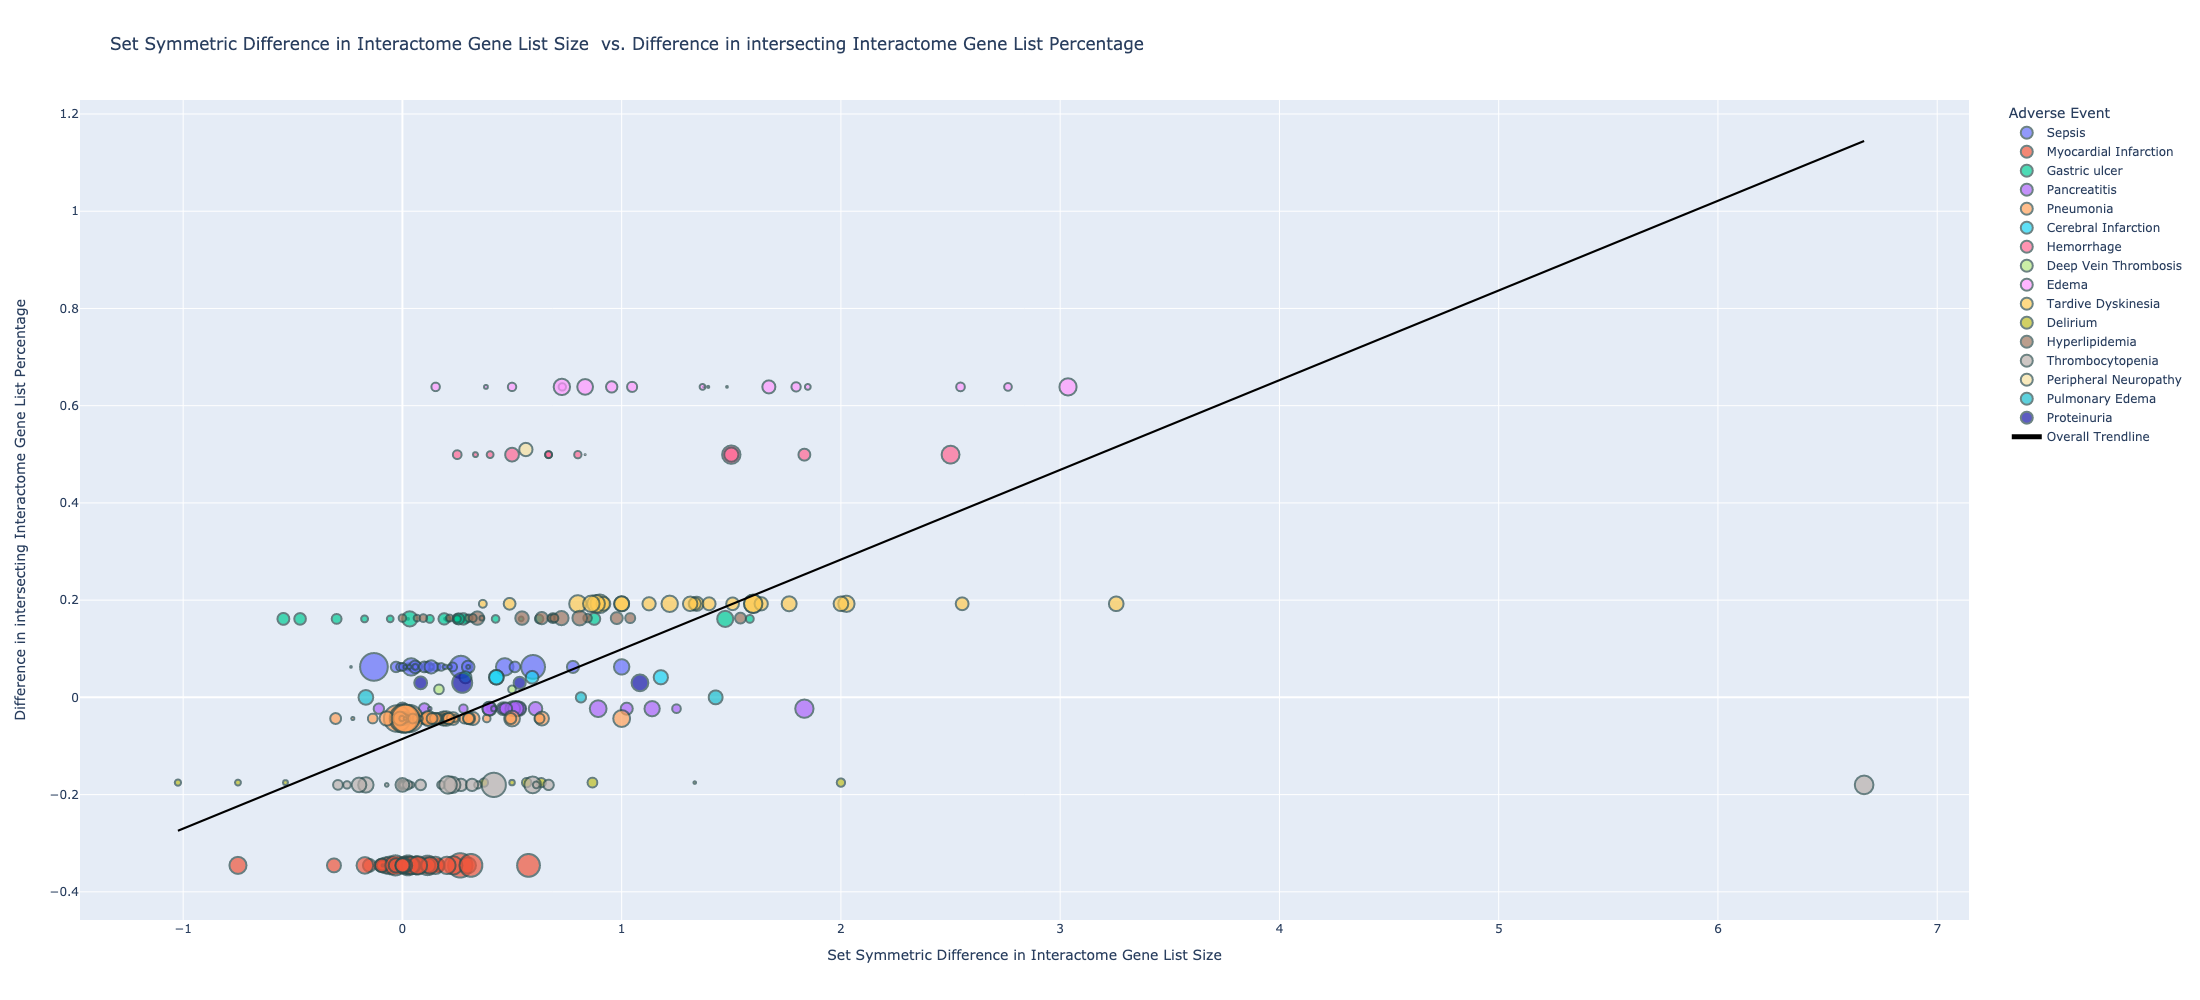 Set Symmetric Difference in Interactome Gene List Size  vs. Difference in intersecting Interactome Gene List Percentage
Difference in intersecting Interactome Gene List Percentage
1.2
1
0.8
0.6
0.4
0.2
0
−0.2
−0.4
−1
0
1
2
3
4
5
6
7
Set Symmetric Difference in Interactome Gene List Size
Adverse Event
Sepsis
Myocardial Infarction
Gastric ulcer
Pancreatitis
Pneumonia
Cerebral Infarction
Hemorrhage
Deep Vein Thrombosis
Edema
Tardive Dyskinesia
Delirium
Hyperlipidemia
Thrombocytopenia
Peripheral Neuropathy
Pulmonary Edema
Proteinuria
Overall Trendline